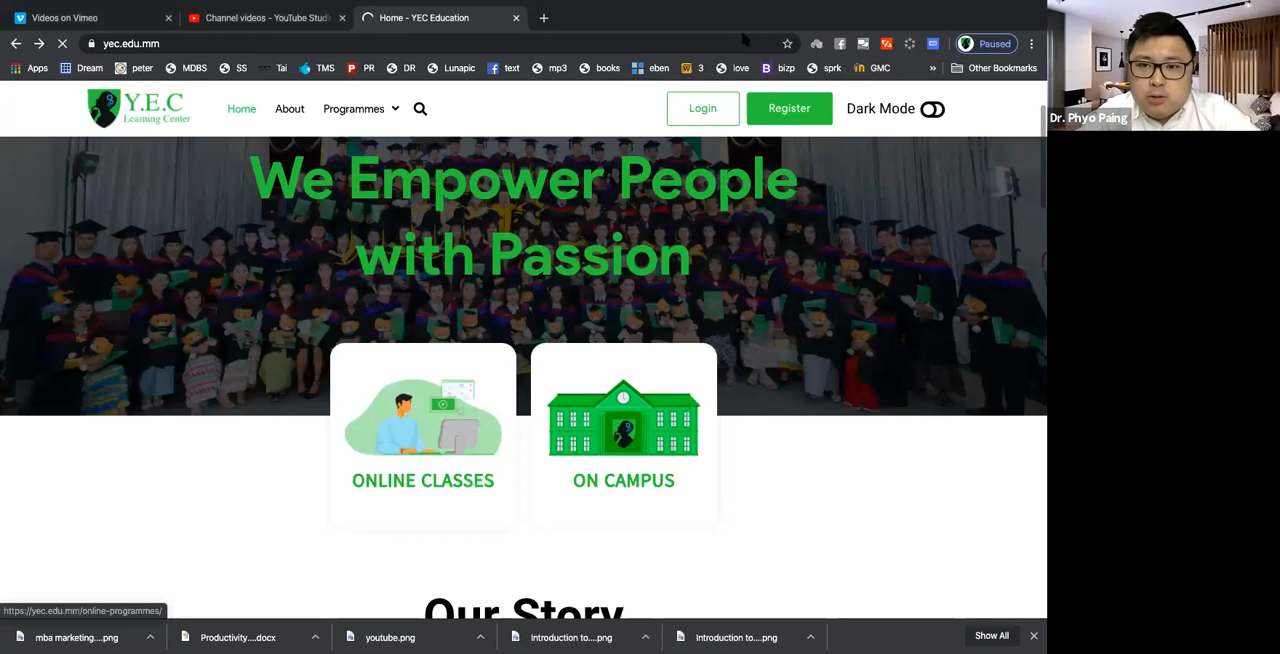 Videos on Vimeo
Channel videos - YouTube Studi
Home - YEC Education
yec.edu.mm
Paused
Apps
Dream
peter
MDBS
SS
Tai
TMS
PR
DR
Lunapic
text
mp3
books
eben
3
love
bizp
sprk
GMC
»
Other Bookmarks
Y.E.C
Learning Center
Home
About
Programmes
Login
Register
Dark Mode
Dr. Phyo Paing
We Empower People
with Passion
ONLINE CLASSES
ON CAMPUS
Our Story
https://yec.edu.mm/online-programmes/
mba marketing....png
Productivity....docx
youtube.png
Introduction to....png
Introduction to....png
Show All